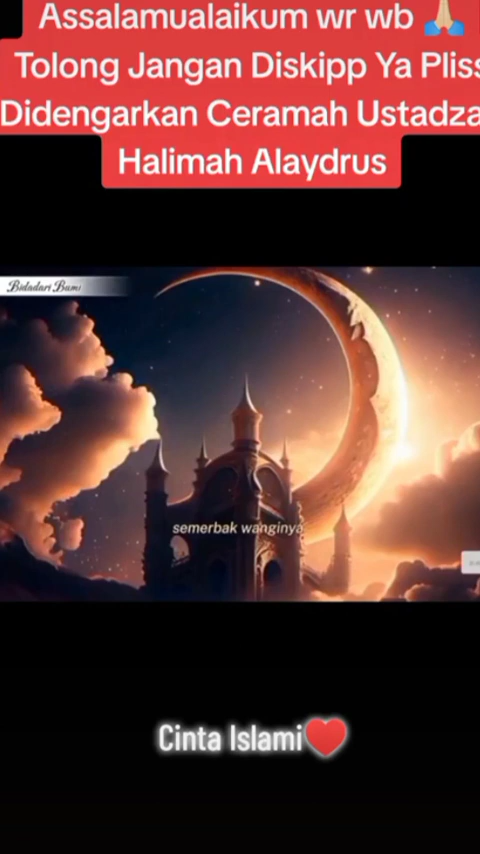 Assalamualaikum wr wb 🙏🏼
Tolong Jangan Diskipp Ya Pliss
Didengarkan Ceramah Ustadza
Halimah Alaydrus
Bidadari Bumi
semerbak wanginya
Cinta Islami❤️